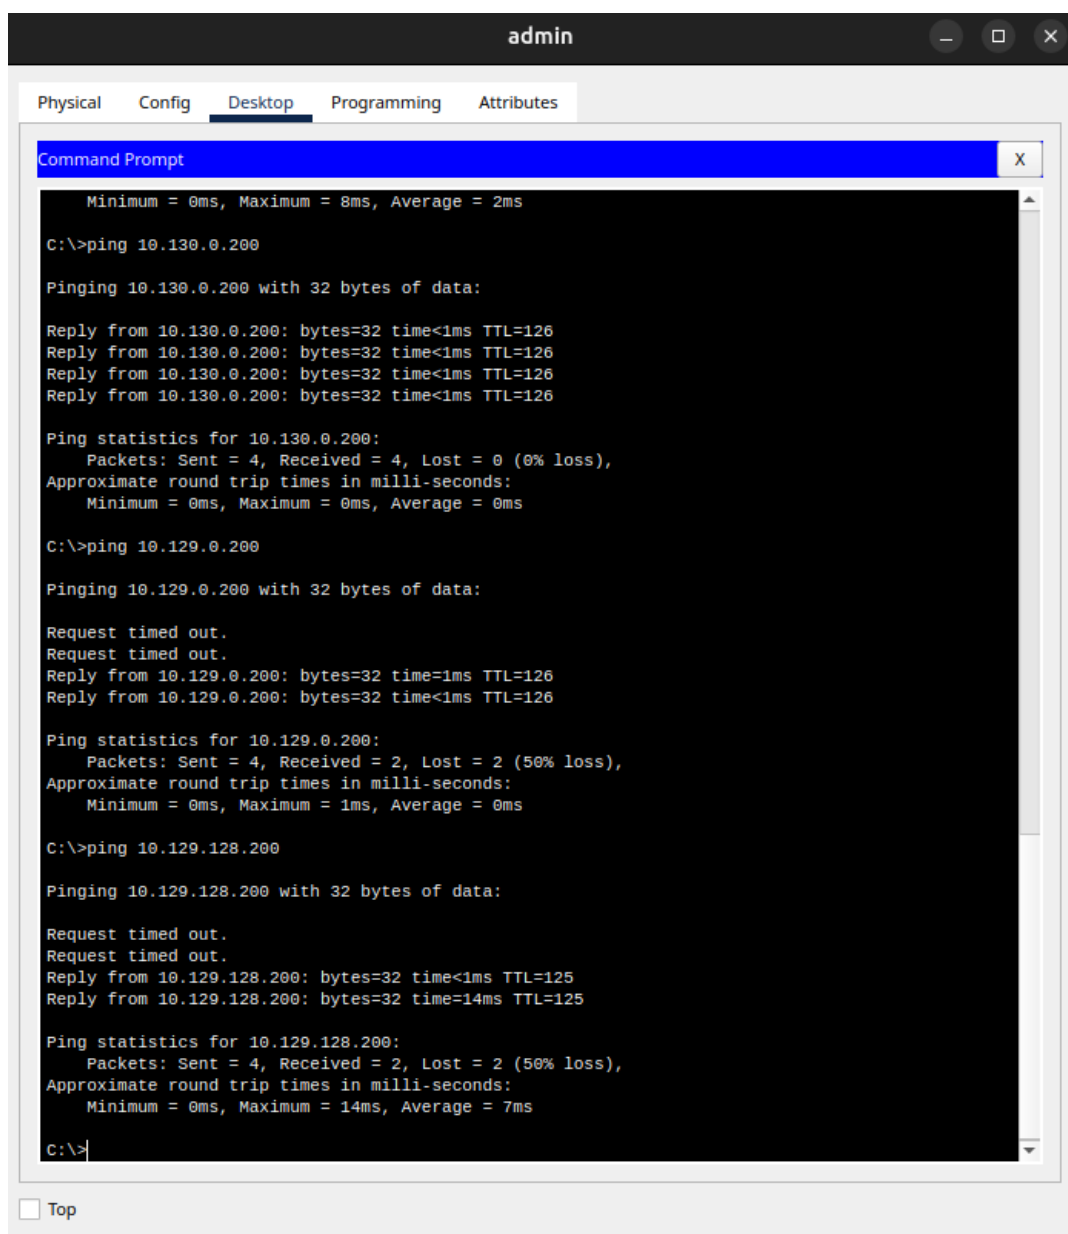 admin
Physical Config Desktop Programming Attributes
Command Prompt X
Minimum = 0ms, Maximum = 8ms, Average = 2ms
C:\>ping 10.130.0.200
Pinging 10.130.0.200 with 32 bytes of data:
Reply from 10.130.0.200: bytes=32 time<1ms TTL=126
Reply from 10.130.0.200: bytes=32 time<1ms TTL=126
Reply from 10.130.0.200: bytes=32 time<1ms TTL=126
Reply from 10.130.0.200: bytes=32 time<1ms TTL=126
Ping statistics for 10.130.0.200:
Packets: Sent = 4, Received = 4, Lost = 0 (0% loss),
Approximate round trip times in milli-seconds:
Minimum = 0ms, Maximum = 0ms, Average = 0ms
C:\>ping 10.129.0.200
Pinging 10.129.0.200 with 32 bytes of data:
Request timed out.
Request timed out.
Reply from 10.129.0.200: bytes=32 time=1ms TTL=126
Reply from 10.129.0.200: bytes=32 time<1ms TTL=126
Ping statistics for 10.129.0.200:
Packets: Sent = 4, Received = 2, Lost = 2 (50% loss),
Approximate round trip times in milli-seconds:
Minimum = 0ms, Maximum = 1ms, Average = 0ms
C:\>ping 10.129.128.200
Pinging 10.129.128.200 with 32 bytes of data:
Request timed out.
Request timed out.
Reply from 10.129.128.200: bytes=32 time<1ms TTL=125
Reply from 10.129.128.200: bytes=32 time=14ms TTL=125
Ping statistics for 10.129.128.200:
Packets: Sent = 4, Received = 2, Lost = 2 (50% loss),
Approximate round trip times in milli-seconds:
Minimum = 0ms, Maximum = 14ms, Average = 7ms
C:\>
Top